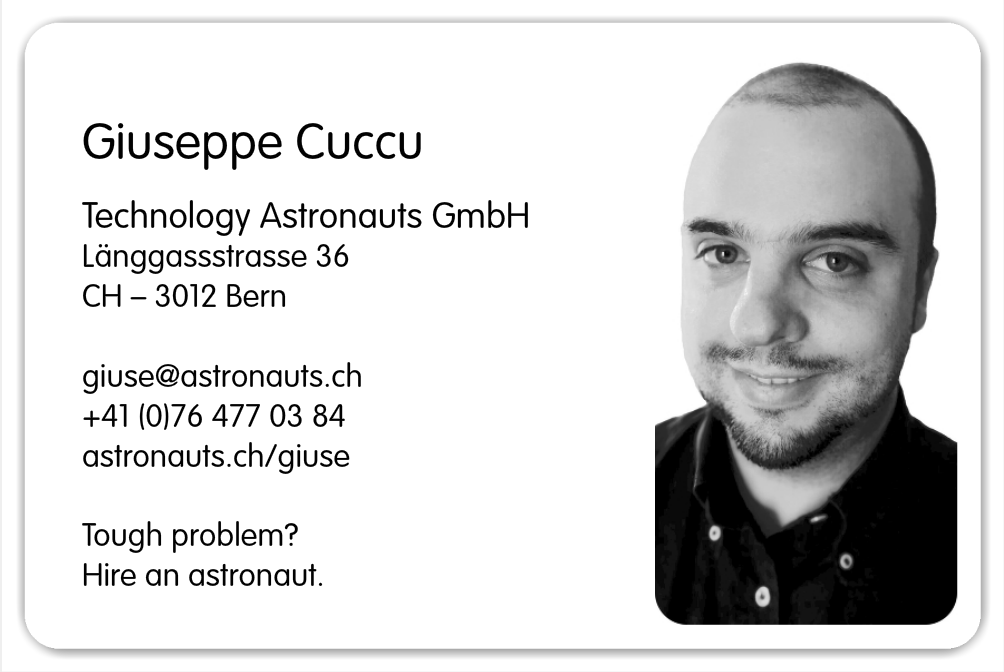 Giuseppe Cuccu
Technology Astronauts GmbH
Länggassstrasse 36
CH – 3012 Bern
giuse@astronauts.ch
+41 (0)76 477 03 84
astronauts.ch/giuse
Tough problem?
Hire an astronaut.